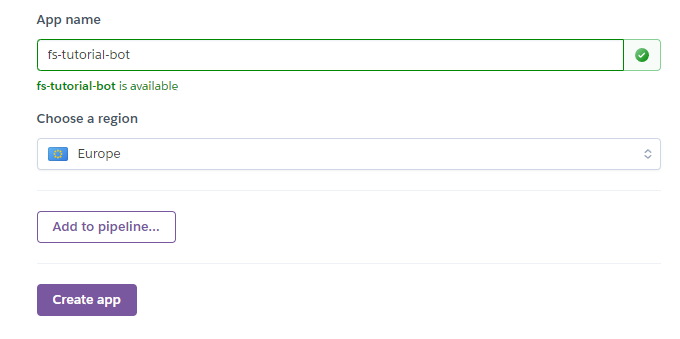 App name
fs-tutorial-bot
fs-tutorial-bot is available
Choose a region
Europe
Add to pipeline...
Create app